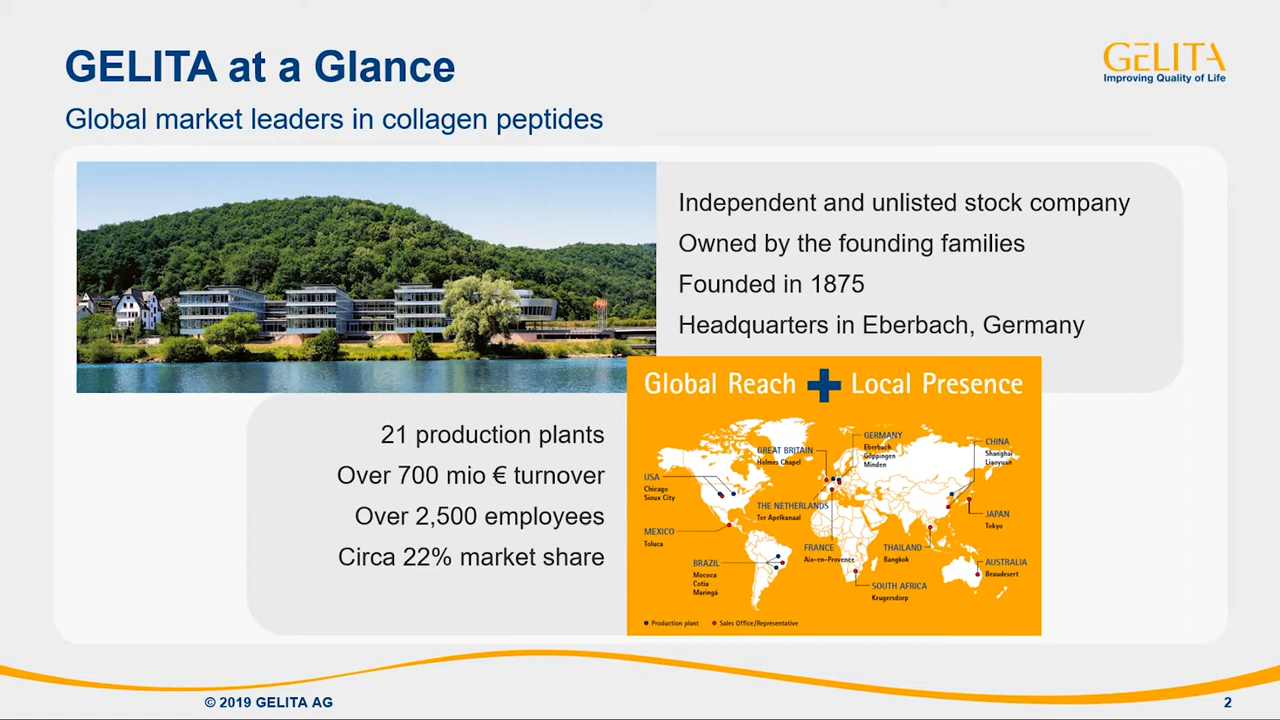 GELITA at a Glance
GELITA
Improving Quality of Life
Global market leaders in collagen peptides
Independent and unlisted stock company
Owned by the founding families
Founded in 1875
Headquarters in Eberbach, Germany
21 production plants
Over 700 mio € turnover
Over 2,500 employees
Circa 22% market share
Global Reach + Local Presence
GERMANY
Eberbach
Göppingen
Minden
CHINA
Shanghai
Liaoyuan
GREAT BRITAIN
Holmes Chapel
USA
Chicago
Sioux City
THE NETHERLANDS
Ter Apelkanaal
JAPAN
Tokyo
MEXICO
Toluca
FRANCE
Aix-en-Provence
THAILAND
Bangkok
BRAZIL
Mococa
Cotia
Maringá
AUSTRALIA
Beaudesert
SOUTH AFRICA
Krugersdorp
Production plant
Sales Office/Representative
© 2019 GELITA AG
2